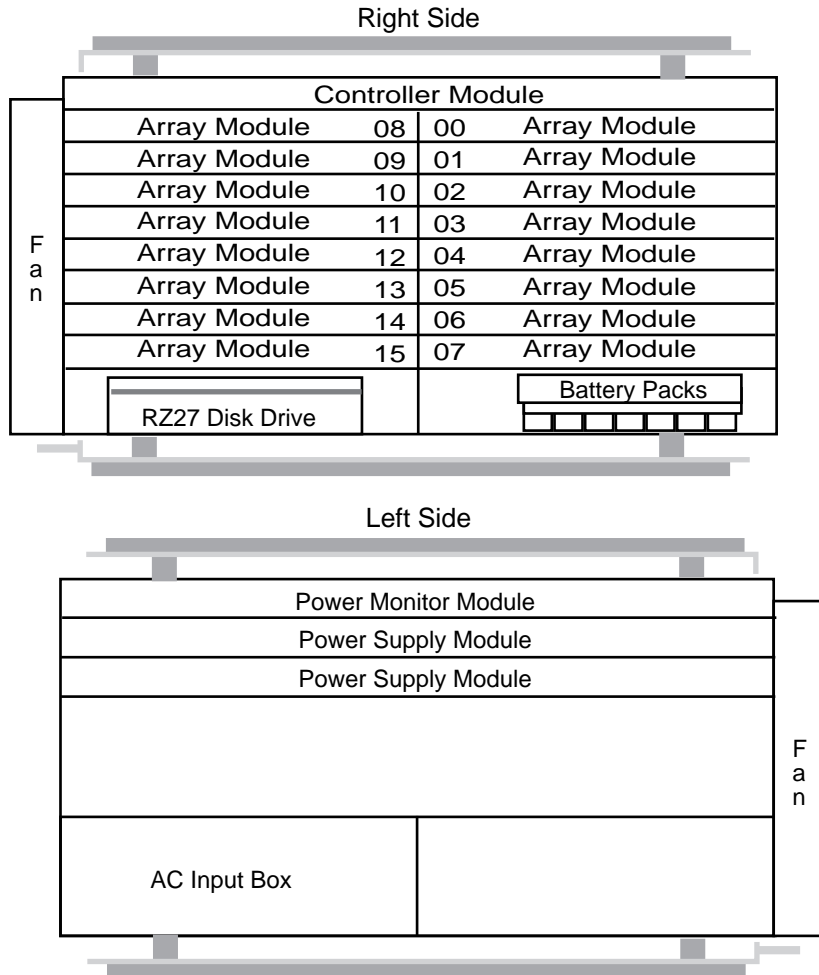 Right Side
Controller Module
Array Module 08 00 Array Module
Array Module 09 01 Array Module
Array Module 10 02 Array Module
Array Module 11 03 Array Module
Array Module 12 04 Array Module
Array Module 13 05 Array Module
Array Module 14 06 Array Module
Array Module 15 07 Array Module
Fan
RZ27 Disk Drive
Battery Packs
Left Side
Power Monitor Module
Power Supply Module
Power Supply Module
Fan
AC Input Box